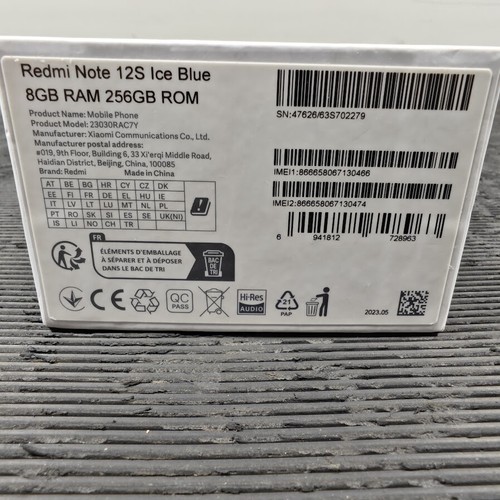 Redmi Note 12S Ice Blue
8GB RAM 256GB ROM
Product Name: Mobile Phone
Product Model: 23030RAC7Y
Manufacturer: Xiaomi Communications Co., Ltd.
Manufacturer postal address:
#019, 9th Floor, Building 6, 33 Xi'erqi Middle Road,
Haidian District, Beijing, China, 100085
Brand: Redmi Made in China
AT BE BG HR CY CZ DK
EE FI FR DE EL HU IE
IT LV LT LU MT NL PL
PT RO SK SI ES SE UK(NI)
IS LI NO CH TR
SN:47626/63S702279
IMEI1:866658067130466
IMEI2:866658067130474
6 941812 728963
FR
ÉLÉMENTS D'EMBALLAGE
À SÉPARER ET À DÉPOSER
DANS LE BAC DE TRI
BAC
DE
TRI
CE
QC
PASS
Hi-Res
AUDIO
21
PAP
2023.05